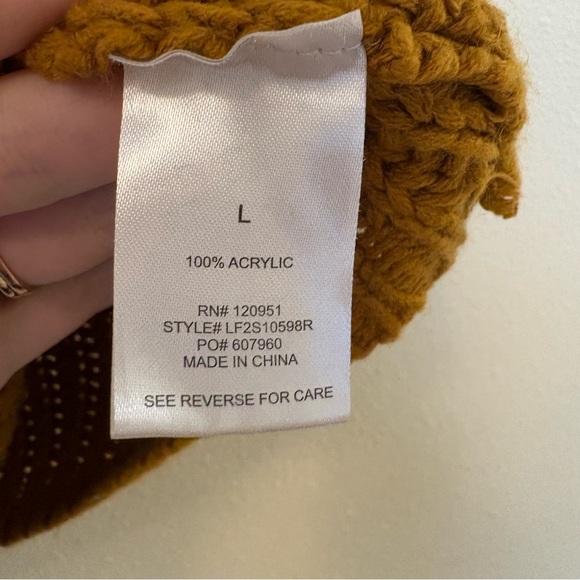 L
100% ACRYLIC
RN# 120951
STYLE# LF2S10598R
PO# 607960
MADE IN CHINA
SEE REVERSE FOR CARE